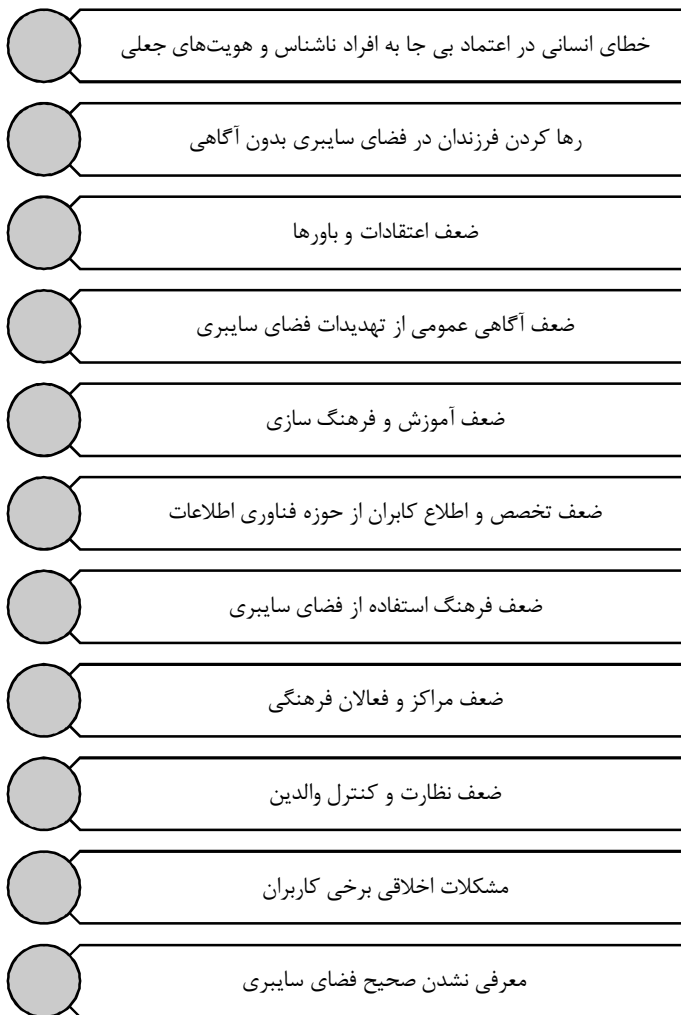 خطای انسانی در اعتماد بی جا به افراد ناشناس و هویت‌های جعلی
رها کردن فرزندان در فضای سایبری بدون آگاهی
ضعف اعتقادات و باورها
ضعف آگاهی عمومی از تهدیدات فضای سایبری
ضعف آموزش و فرهنگ سازی
ضعف تخصص و اطلاع کابران از حوزه فناوری اطلاعات
ضعف فرهنگ استفاده از فضای سایبری
ضعف مراکز و فعالان فرهنگی
ضعف نظارت و کنترل والدین
مشکلات اخلاقی برخی کاربران
معرفی نشدن صحیح فضای سایبری